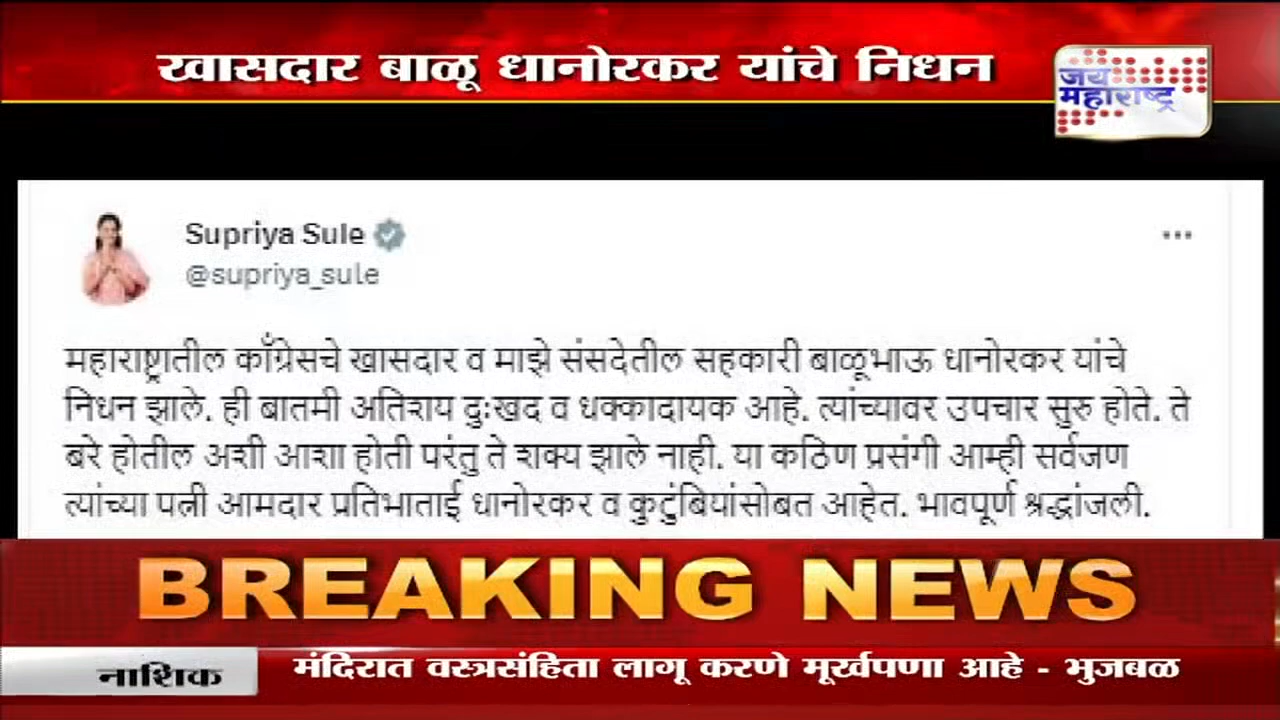 खासदार बाळू धानोरकर यांचे निधन
जय
महाराष्ट्र
Supriya Sule
@supriya_sule
महाराष्ट्रातील काँग्रेसचे खासदार व माझे संसदेतील सहकारी बाळूभाऊ धानोरकर यांचे
निधन झाले. ही बातमी अतिशय दुःखद व धक्कादायक आहे. त्यांच्यावर उपचार सुरु होते. ते
बरे होतील अशी आशा होती परंतु ते शक्य झाले नाही. या कठिण प्रसंगी आम्ही सर्वजण
त्यांच्या पत्नी आमदार प्रतिभाताई धानोरकर व कुटुंबियांसोबत आहेत. भावपूर्ण श्रद्धांजली.
BREAKING NEWS
नाशिक
मंदिरात वस्त्रसंहिता लागू करणे मूर्खपणा आहे - भुजबळ